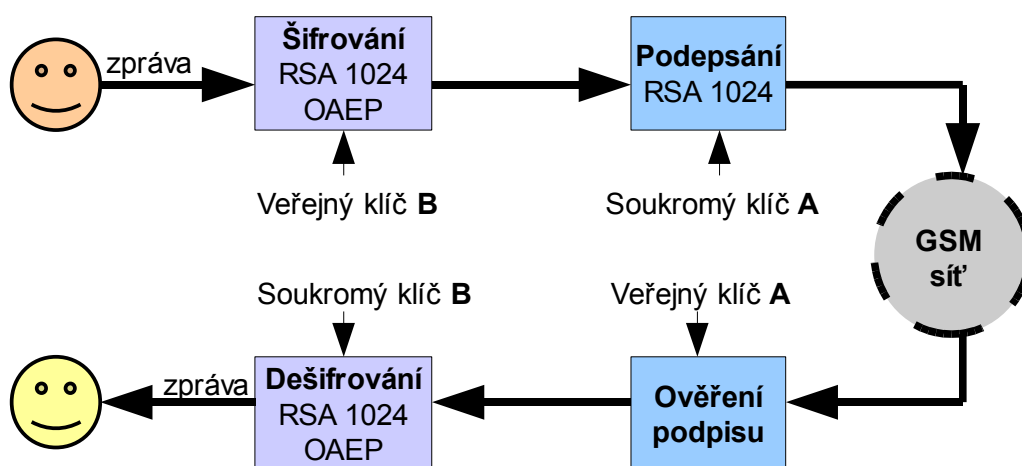 zpráva
Šifrování
RSA 1024
OAEP
Podepsání
RSA 1024
Veřejný klíč B
Soukromý klíč A
GSM
síť
Soukromý klíč B
Veřejný klíč A
zpráva
Dešifrování
RSA 1024
OAEP
Ověření
podpisu